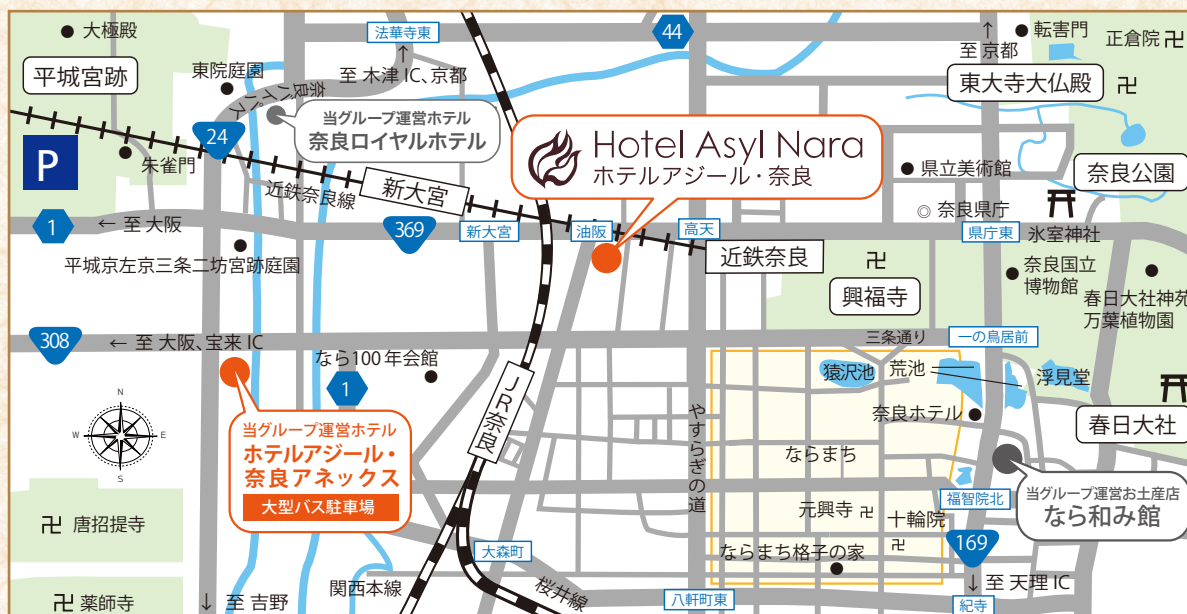 大極殿
平城宮跡
東院庭園
奈良バイパス
法華寺東
至 木津 IC、京都
44
至 京都
転害門
正倉院 卍
東大寺大仏殿
卍
当グループ運営ホテル
奈良ロイヤルホテル
Hotel Asyl Nara
ホテルアジール・奈良
P
24
朱雀門
近鉄奈良線
新大宮
県立美術館
奈良公園
◎ 奈良県庁
1
← 至 大阪
369
新大宮
油阪
高天
県庁東
氷室神社
平城京左京三条二坊宮跡庭園
近鉄奈良
卍
興福寺
奈良国立
博物館
春日大社神苑
万葉植物園
308
← 至 大阪、宝来 IC
三条通り
一の鳥居前
なら100 年会館
1
JR奈良
猿沢池
荒池
浮見堂
N
W
E
S
やすらぎの道
奈良ホテル
春日大社
当グループ運営ホテル
ホテルアジール・
奈良アネックス
大型バス駐車場
ならまち
当グループ運営お土産店
なら和み館
福智院北
卍 唐招提寺
元興寺 卍
十輪院
卍
169
大森町
ならまち格子の家
↓ 至 天理 IC
卍 薬師寺
↓ 至 吉野
関西本線
桜井線
八軒町東
紀寺